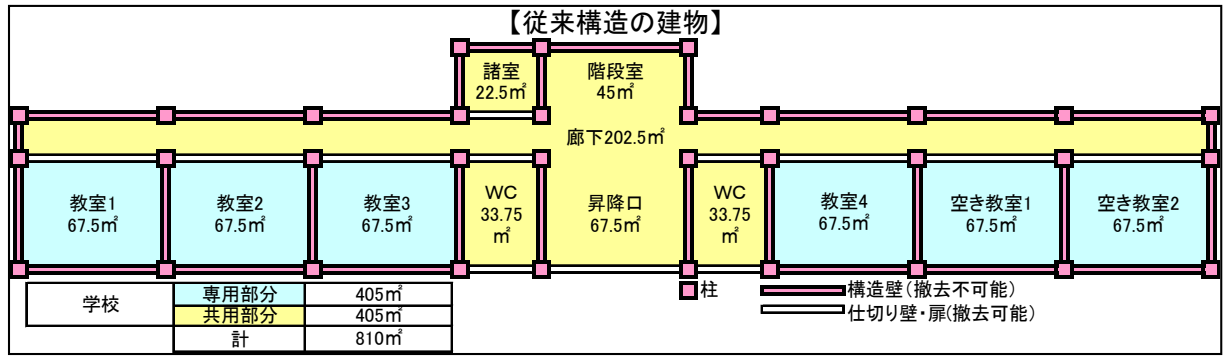 【従来構造の建物】
諸室
22.5㎡
階段室
45㎡
廊下202.5㎡
教室1
67.5㎡
教室2
67.5㎡
教室3
67.5㎡
WC
33.75
㎡
昇降口
67.5㎡
WC
33.75
㎡
教室4
67.5㎡
空き教室1
67.5㎡
空き教室2
67.5㎡
学校
専用部分 405㎡
共用部分 405㎡
計 810㎡
柱
構造壁(撤去不可能)
仕切り壁・扉(撤去可能)